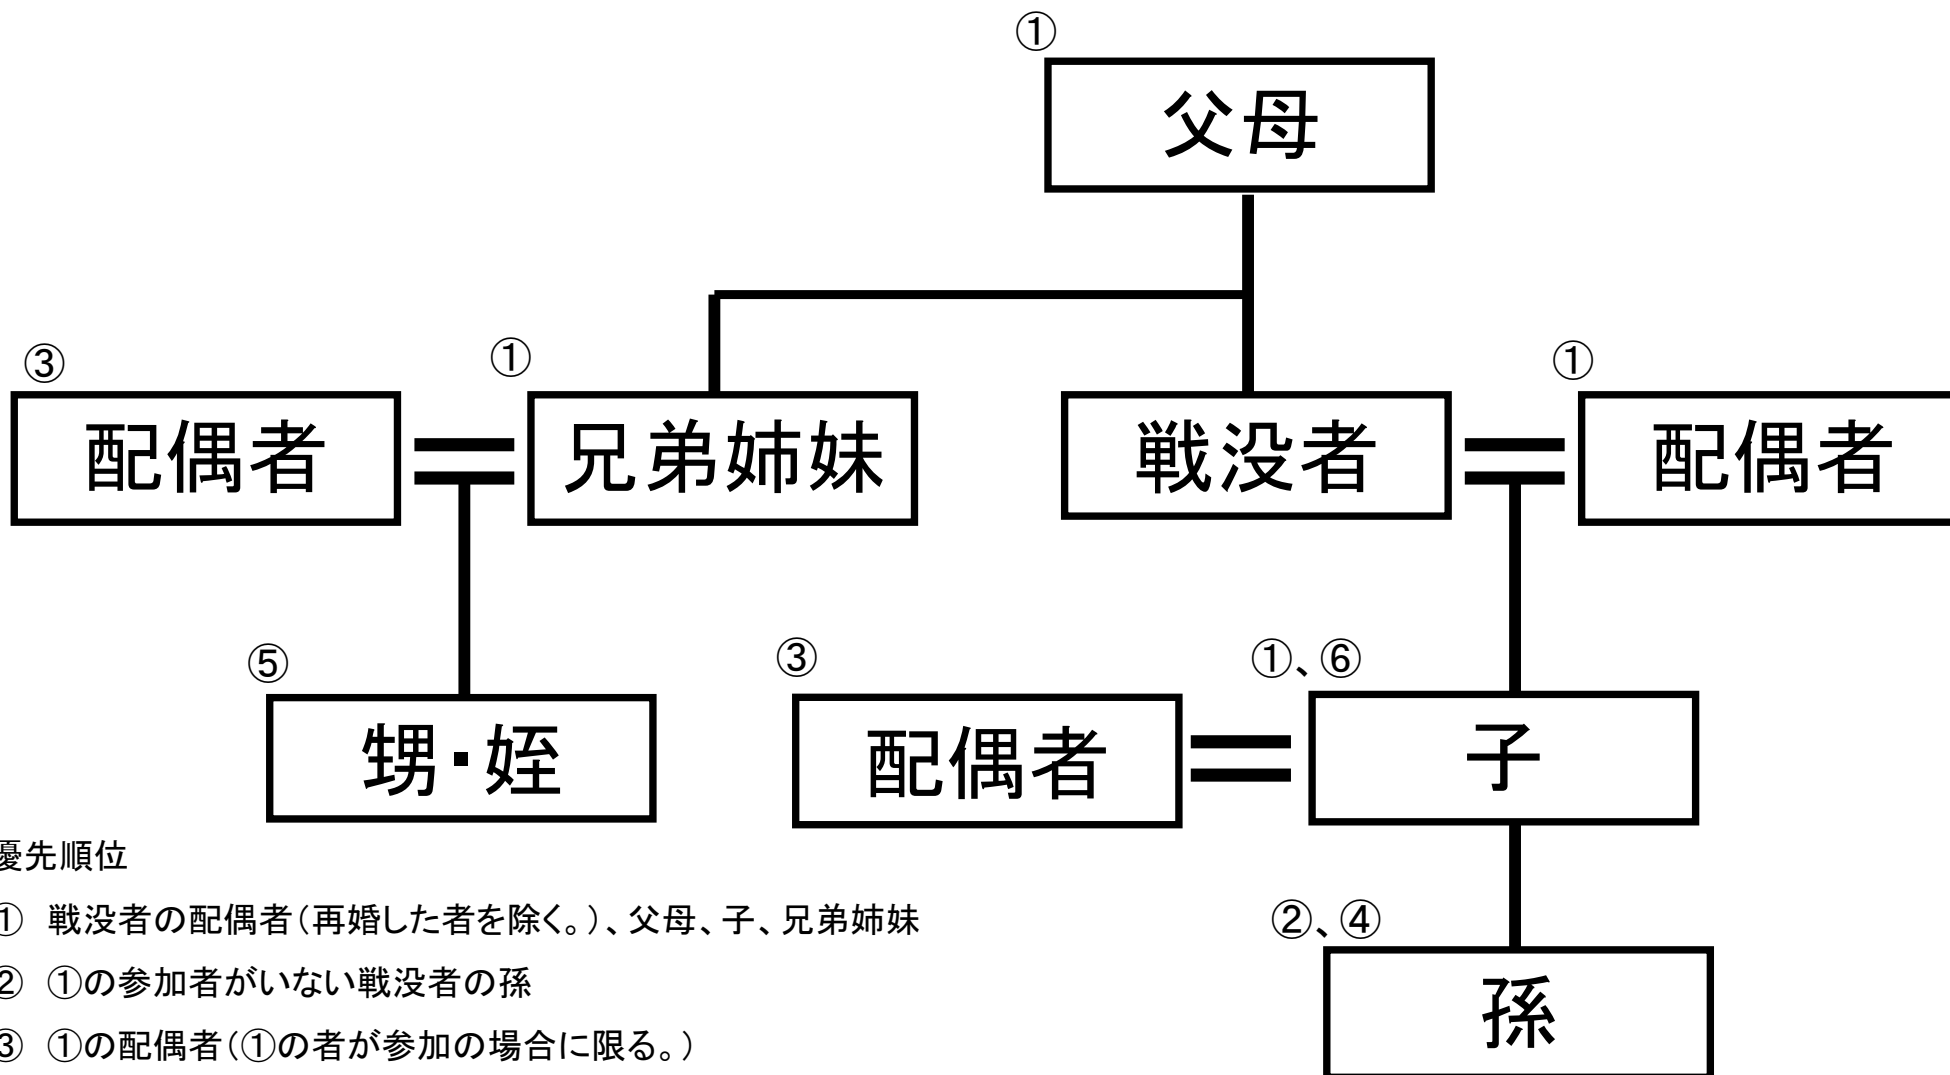 ①
父母
③
①
①
配偶者
兄弟姉妹
戦没者
配偶者
⑤
③
①、⑥
甥・姪
配偶者
子
優先順位
① 戦没者の配偶者(再婚した者を除く。)、父母、子、兄弟姉妹
②、④
② ①の参加者がいない戦没者の孫
孫
③ ①の配偶者(①の者が参加の場合に限る。)